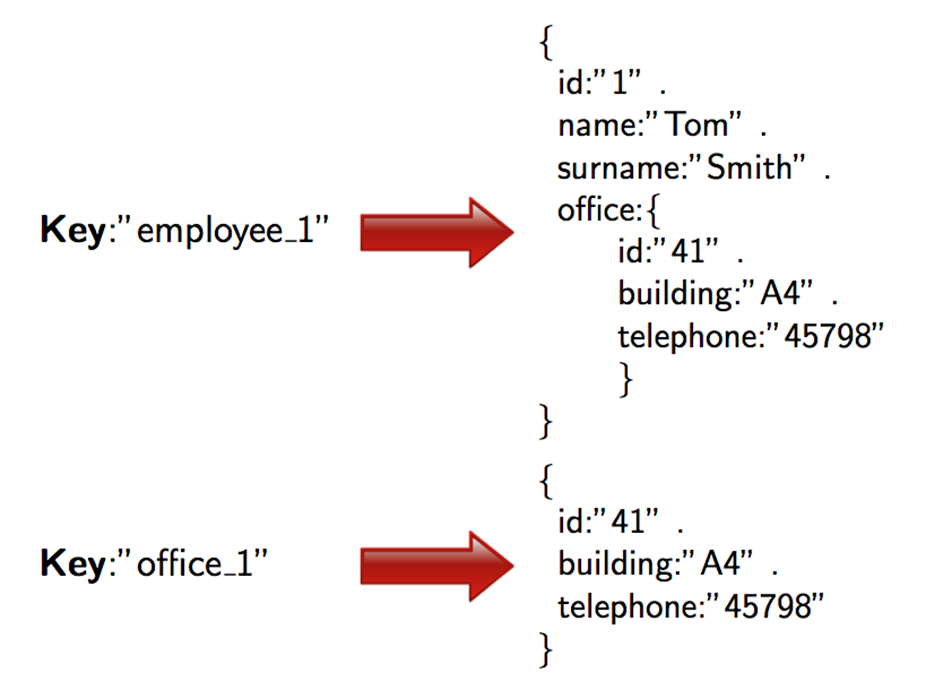 {
id:"1" .
name:"Tom" .
surname:"Smith" .
Key:"employee_1"
office:{
id:"41" .
building:"A4" .
telephone:"45798"
}
}
{
id:"41" .
Key:"office_1"
building:"A4" .
telephone:"45798"
}